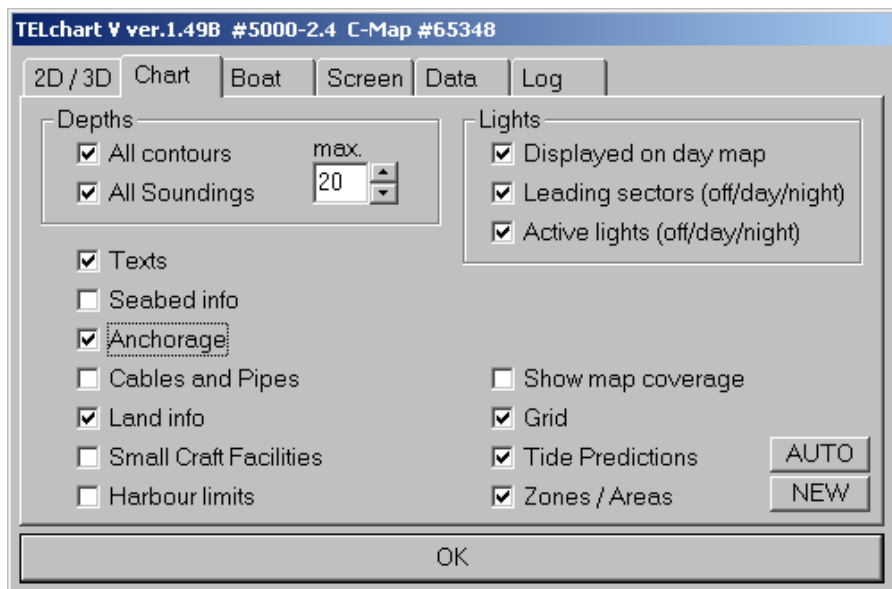 TELchart V ver.1.49B #5000-2.4 C-Map #65348
2D / 3D Chart Boat Screen Data Log
Depths
All contours
max.
All Soundings
20
Lights
Displayed on day map
Leading sectors (off/day/night)
Active lights (off/day/night)
Texts
Seabed info
Anchorage
Cables and Pipes
Land info
Small Craft Facilities
Harbour limits
Show map coverage
Grid
Tide Predictions
Zones / Areas
AUTO
NEW
OK